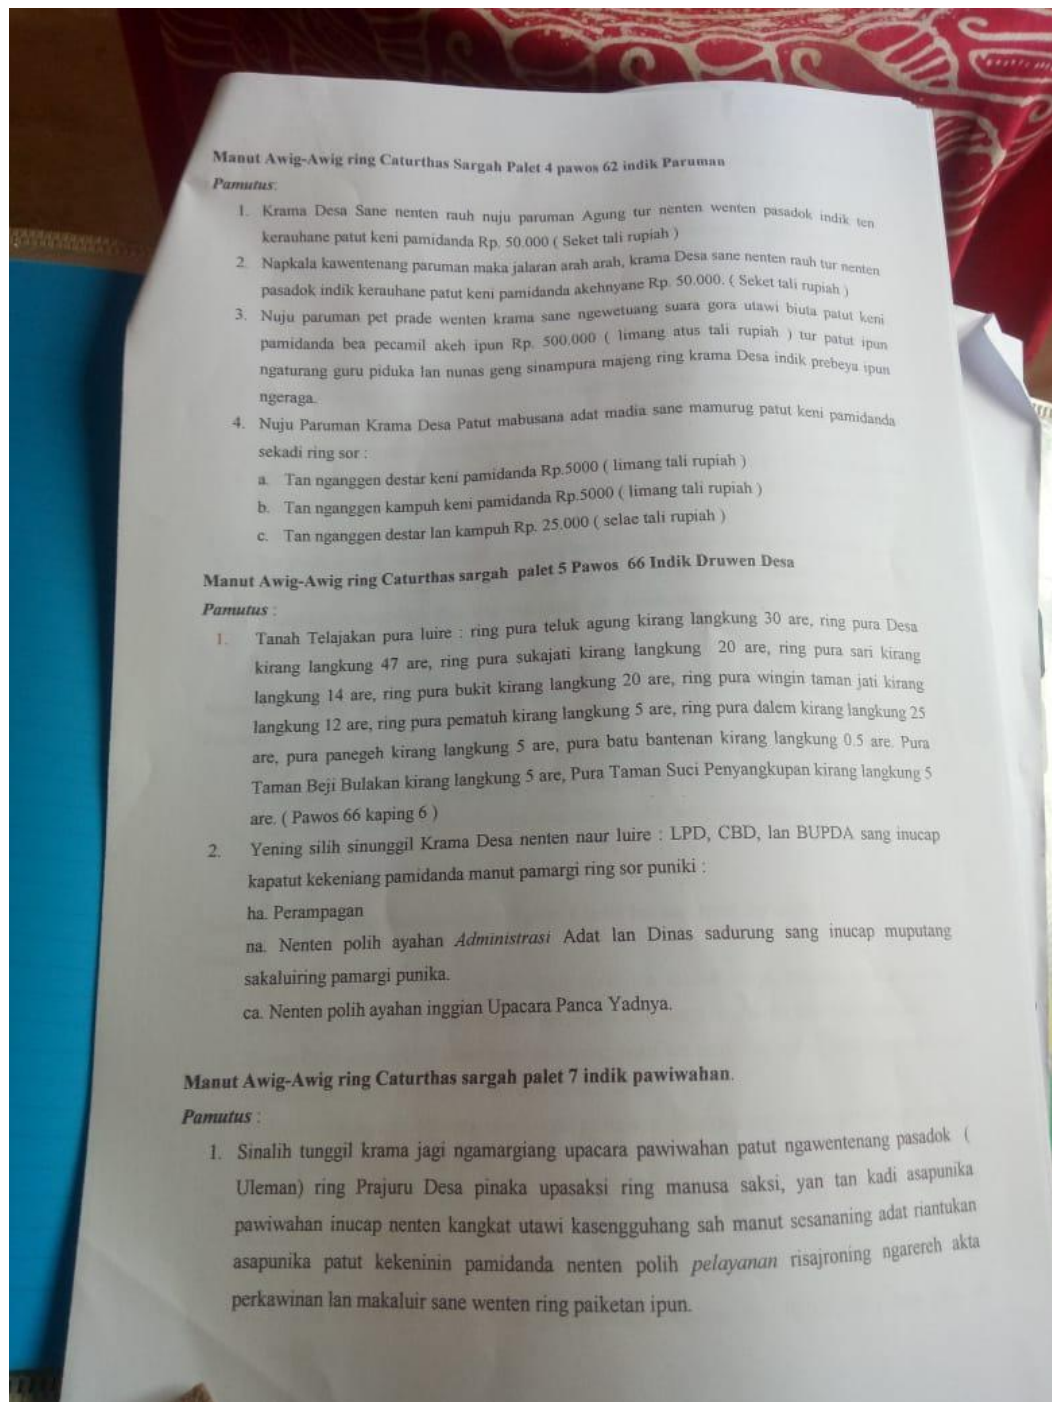 Manut Awig-Awig ring Caturthas Sargah Palet 4 pawos 62 indik Paruman
Pamutus:
1. Krama Desa Sane nenten rauh nuju paruman Agung tur nenten wenten pasadok indik ten
kerauhane patut keni pamidanda Rp. 50.000 ( Seket tali rupiah )
2. Napkala kawentenang paruman maka jalaran arah arah, krama Desa sane nenten rauh tur nenten
pasadok indik kerauhane patut keni pamidanda akehnyane Rp. 50.000. ( Seket tali rupiah )
3. Nuju paruman pet prade wenten krama sane ngewetuang suara gora utawi biuta patut keni
pamidanda bea pecamil akeh ipun Rp. 500.000 ( limang atus tali rupiah ) tur patut ipun
ngaturang guru piduka lan nunas geng sinampura majeng ring krama Desa indik prebeya ipun
ngeraga.
4. Nuju Paruman Krama Desa Patut mabusana adat madia sane mamurug patut keni pamidanda
sekadi ring sor :
a. Tan nganggen destar keni pamidanda Rp.5000 ( limang tali rupiah )
b. Tan nganggen kampuh keni pamidanda Rp.5000 ( limang tali rupiah )
c. Tan nganggen destar lan kampuh Rp. 25.000 ( selae tali rupiah )
Manut Awig-Awig ring Caturthas sargah palet 5 Pawos 66 Indik Druwen Desa
Pamutus :
1. Tanah Telajakan pura luire : ring pura teluk agung kirang langkung 30 are, ring pura Desa
kirang langkung 47 are, ring pura sukajati kirang langkung 20 are, ring pura sari kirang
langkung 14 are, ring pura bukit kirang langkung 20 are, ring pura wingin taman jati kirang
langkung 12 are, ring pura pematuh kirang langkung 5 are, ring pura dalem kirang langkung 25
are, pura panegeh kirang langkung 5 are, pura batu bantenan kirang langkung 0.5 are. Pura
Taman Beji Bulakan kirang langkung 5 are, Pura Taman Suci Penyangkupan kirang langkung 5
are. ( Pawos 66 kaping 6 )
2. Yening silih sinunggil Krama Desa nenten naur luire : LPD, CBD, lan BUPDA sang inucap
kapatut kekeniang pamidanda manut pamargi ring sor puniki :
ha. Perampagan
na. Nenten polih ayahan Administrasi Adat lan Dinas sadurung sang inucap muputang
sakaluiring pamargi punika.
ca. Nenten polih ayahan inggian Upacara Panca Yadnya.
Manut Awig-Awig ring Caturthas sargah palet 7 indik pawiwahan.
Pamutus :
1. Sinalih tunggil krama jagi ngamargiang upacara pawiwahan patut ngawentenang pasadok (
Uleman) ring Prajuru Desa pinaka upasaksi ring manusa saksi, yan tan kadi asapunika
pawiwahan inucap nenten kangkat utawi kasengguhang sah manut sesananing adat riantukan
asapunika patut kekeninin pamidanda nenten polih pelayanan risajroning ngarereh akta
perkawinan lan makaluir sane wenten ring paiketan ipun.